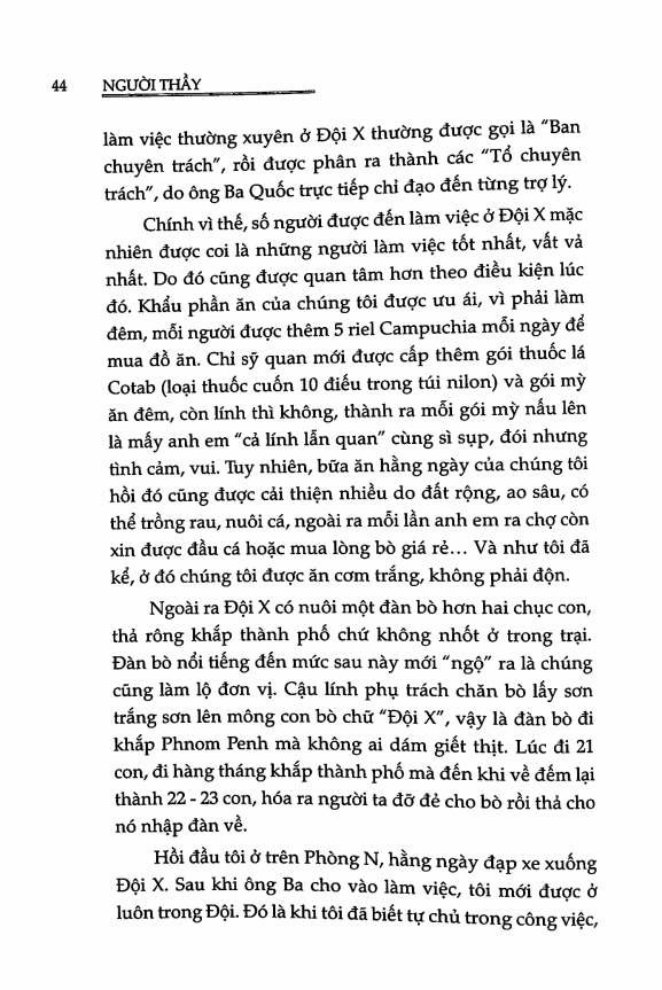 44 NGƯỜI THẦY
làm việc thường xuyên ở Đội X thường được gọi là "Ban
chuyên trách", rồi được phân ra thành các "Tổ chuyên
trách", do ông Ba Quốc trực tiếp chỉ đạo đến từng trợ lý.
Chính vì thế, số người được đến làm việc ở Đội X mặc
nhiên được coi là những người làm việc tốt nhất, vất vả
nhất. Do đó cũng được quan tâm hơn theo điều kiện lúc
đó. Khẩu phần ăn của chúng tôi được ưu ái, vì phải làm
đêm, mỗi người được thêm 5 riel Campuchia mỗi ngày để
mua đồ ăn. Chỉ sỹ quan mới được cấp thêm gói thuốc lá
Cotab (loại thuốc cuốn 10 điếu trong túi nilon) và gói mỳ
ăn đêm, còn lính thì không, thành ra mỗi gói mỳ nấu lên
là mấy anh em "cả lính lẫn quan" cùng sì sụp, đói nhưng
tình cảm, vui. Tuy nhiên, bữa ăn hằng ngày của chúng tôi
hồi đó cũng được cải thiện nhiều do đất rộng, ao sâu, có
thể trồng rau, nuôi cá, ngoài ra mỗi lần anh em ra chợ còn
xin được đầu cá hoặc mua lòng bò giá rẻ... Và như tôi đã
kể, ở đó chúng tôi được ăn cơm trắng, không phải độn.
Ngoài ra Đội X có nuôi một đàn bò hơn hai chục con,
thả rông khắp thành phố chứ không nhốt ở trong trại.
Đàn bò nổi tiếng đến mức sau này mới "ngộ" ra là chúng
cũng làm lộ đơn vị. Cậu lính phụ trách chăn bò lấy sơn
trắng sơn lên mông con bò chữ "Đội X", vậy là đàn bò đi
khắp Phnom Penh mà không ai dám giết thịt. Lúc đi 21
con, đi hàng tháng khắp thành phố mà đến khi về đếm lại
thành 22 - 23 con, hóa ra người ta đỡ đẻ cho bò rồi thả cho
nó nhập đàn về.
Hồi đầu tôi ở trên Phòng N, hằng ngày đạp xe xuống
Đội X. Sau khi ông Ba cho vào làm việc, tôi mới được ở
luôn trong Đội. Đó là khi tôi đã biết tự chủ trong công việc,